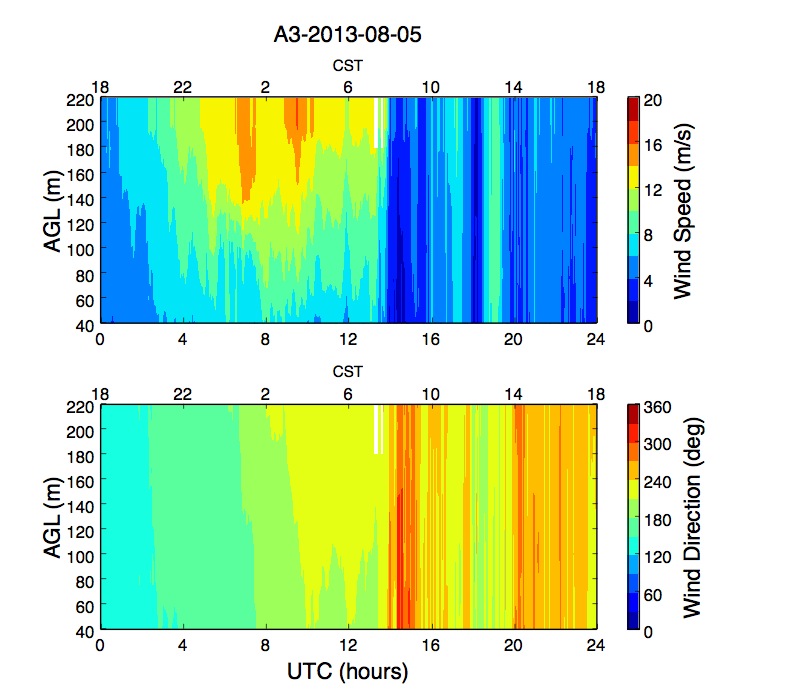 A3-2013-08-05
CST
18 22 2 6 10 14 18
220
200
180
160
140
120
100
80
60
40
AGL (m)
0 4 8 12 16 20 24
20
16
12
8
4
0
Wind Speed (m/s)
CST
18 22 2 6 10 14 18
220
200
180
160
140
120
100
80
60
40
AGL (m)
0 4 8 12 16 20 24
UTC (hours)
360
300
240
180
120
60
0
Wind Direction (deg)